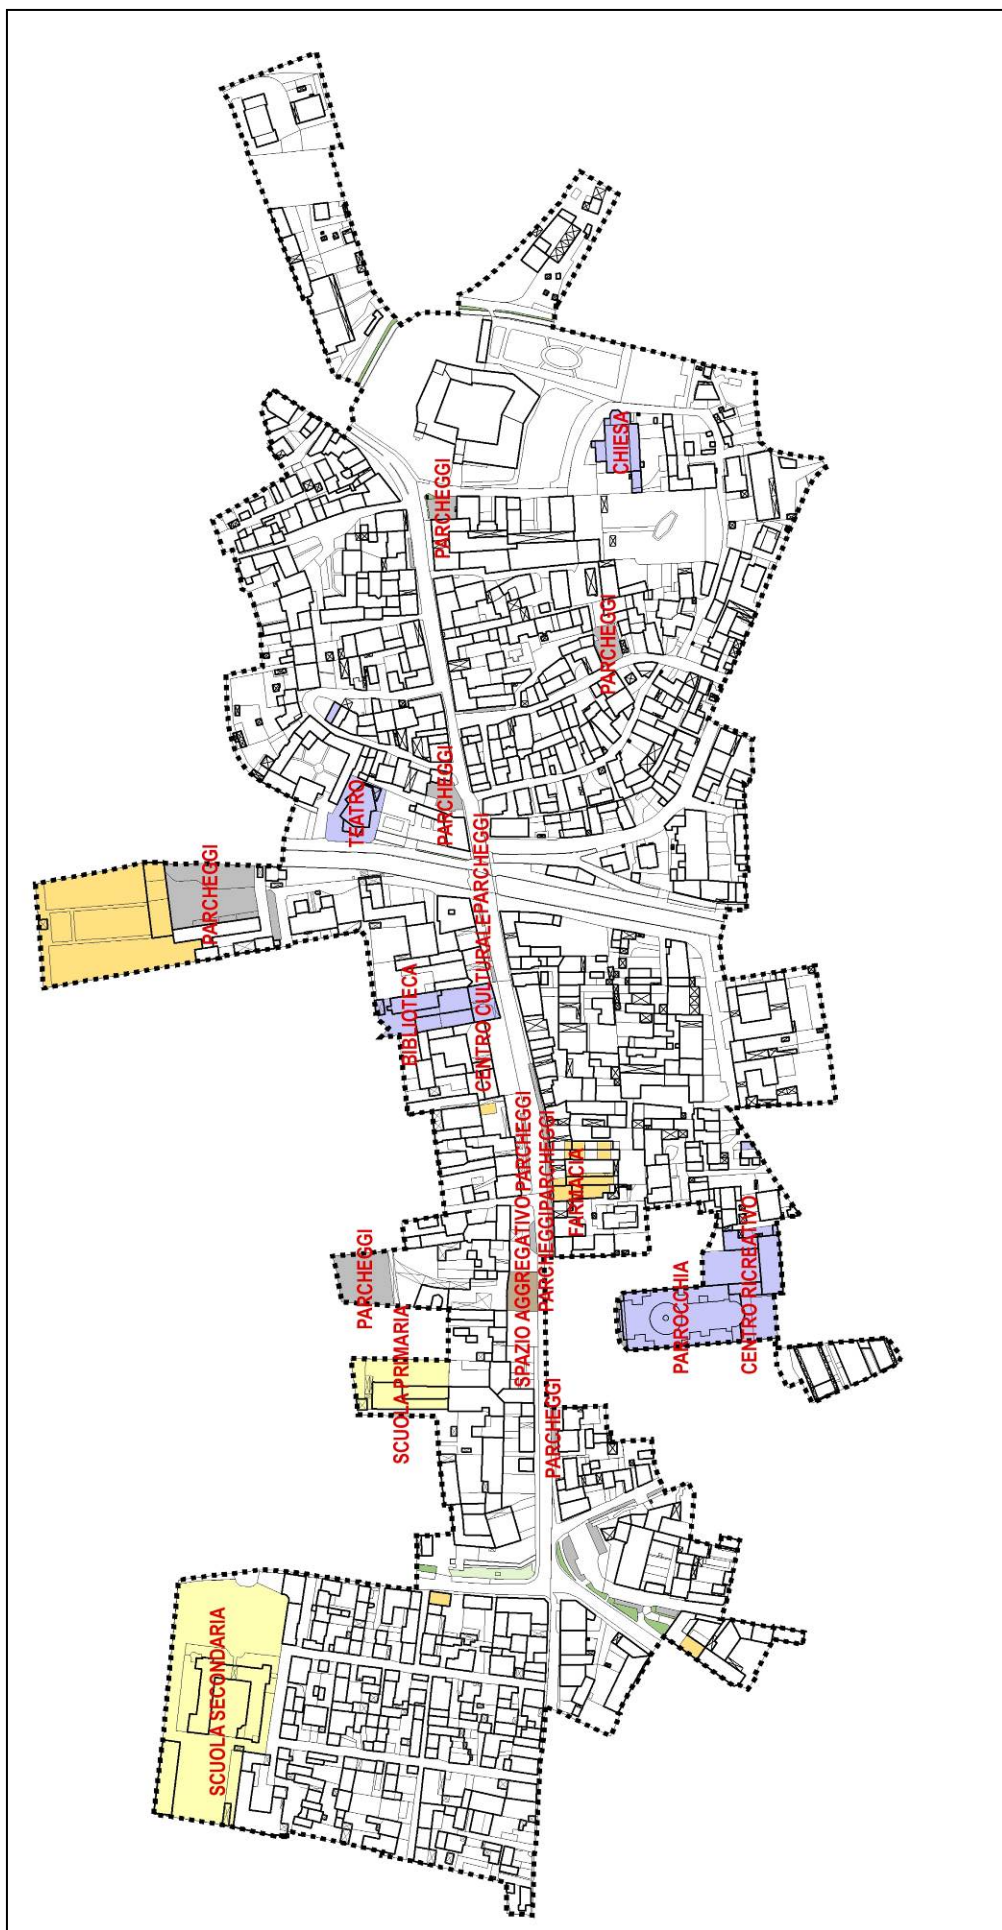 CHIESA
PARCHEGGI
PARCHEGGI
PARCHEGGI
TEATRO
PARCHEGGI
CENTRO CULTURALE
PARCHEGGI
BIBLIOTECA
SPAZIO AGGREGATIVO
PARCHEGGI
PARCHEGGI
PARCHEGGI
FARMACIA
PARCHEGGI
PARROCCHIA
CENTRO RICREATIVO
SCUOLA PRIMARIA
PARCHEGGI
SCUOLA SECONDARIA